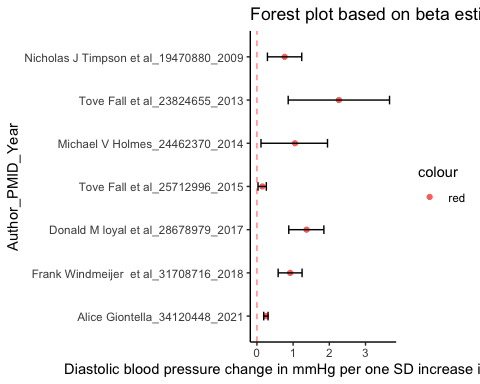 Forest plot based on beta esti
Author_PMID_Year
Nicholas J Timpson et al_19470880_2009
Tove Fall et al_23824655_2013
Michael V Holmes_24462370_2014
Tove Fall et al_25712996_2015
Donald M loyal et al_28678979_2017
Frank Windmeijer  et al_31708716_2018
Alice Giontella_34120448_2021
0 1 2 3
Diastolic blood pressure change in mmHg per one SD increase i
colour
red